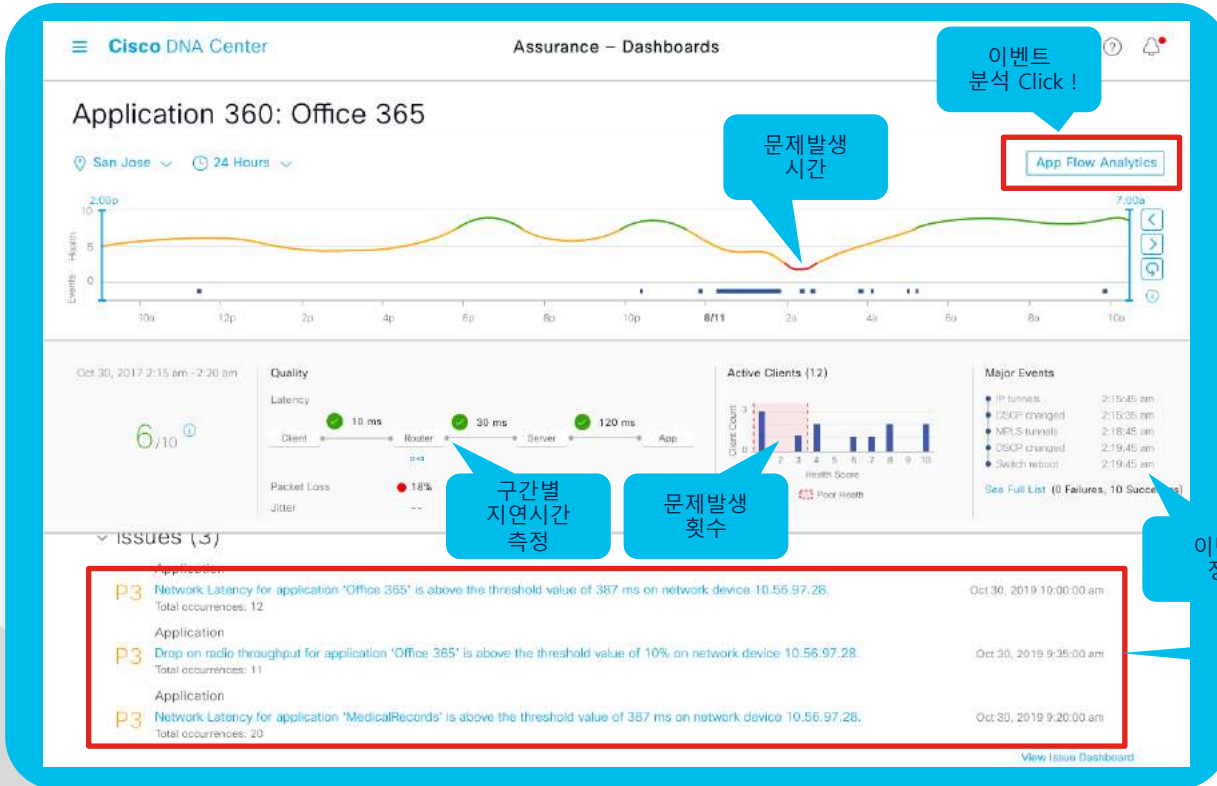 Cisco DNA Center
Assurance – Dashboards
이벤트
분석 Click !
Application 360: Office 365
문제발생
시간
San Jose
24 Hours
App Flow Analytics
2:00p
7:00a
10
5
0
Health
Events
10a 12p 2p 4p 6p 8p 10p 8/11 2a 4a 6a 8a 10a
Oct 30, 2017 2:15 am -2:20 am
6/10
Quality
Latency
10 ms
30 ms
120 ms
Client
Router
Server
App
Packet Loss
18%
Jitter
--
구간별
지연시간
측정
Active Clients (12)
Client Count
3
0
2 3 4 5 6 7 8 9 10
Health Score
Poor Health
문제발생
횟수
Major Events
IP tunnels 2:15:45 am
DSCP changed 2:15:35 am
MPLS tunnels 2:18:45 am
DSCP changed 2:19:45 am
Switch reboot 2:19:45 am
See Full List (0 Failures, 10
Issues (3)
Application
P3 Network Latency for application 'Office 365' is above the threshold value of 387 ms on network device 10.56.97.28. Oct 30, 2019 10:00:00 am
Total occurrences: 12
Application
P3 Drop on radio throughput for application 'Office 365' is above the threshold value of 10% on network device 10.56.97.28. Oct 30, 2019 9:35:00 am
Total occurrences: 11
Application
P3 Network Latency for application 'MedicalRecords' is above the threshold value of 387 ms on network device 10.56.97.28. Oct 30, 2019 9:20:00 am
Total occurrences: 20
View Issue Dashboard